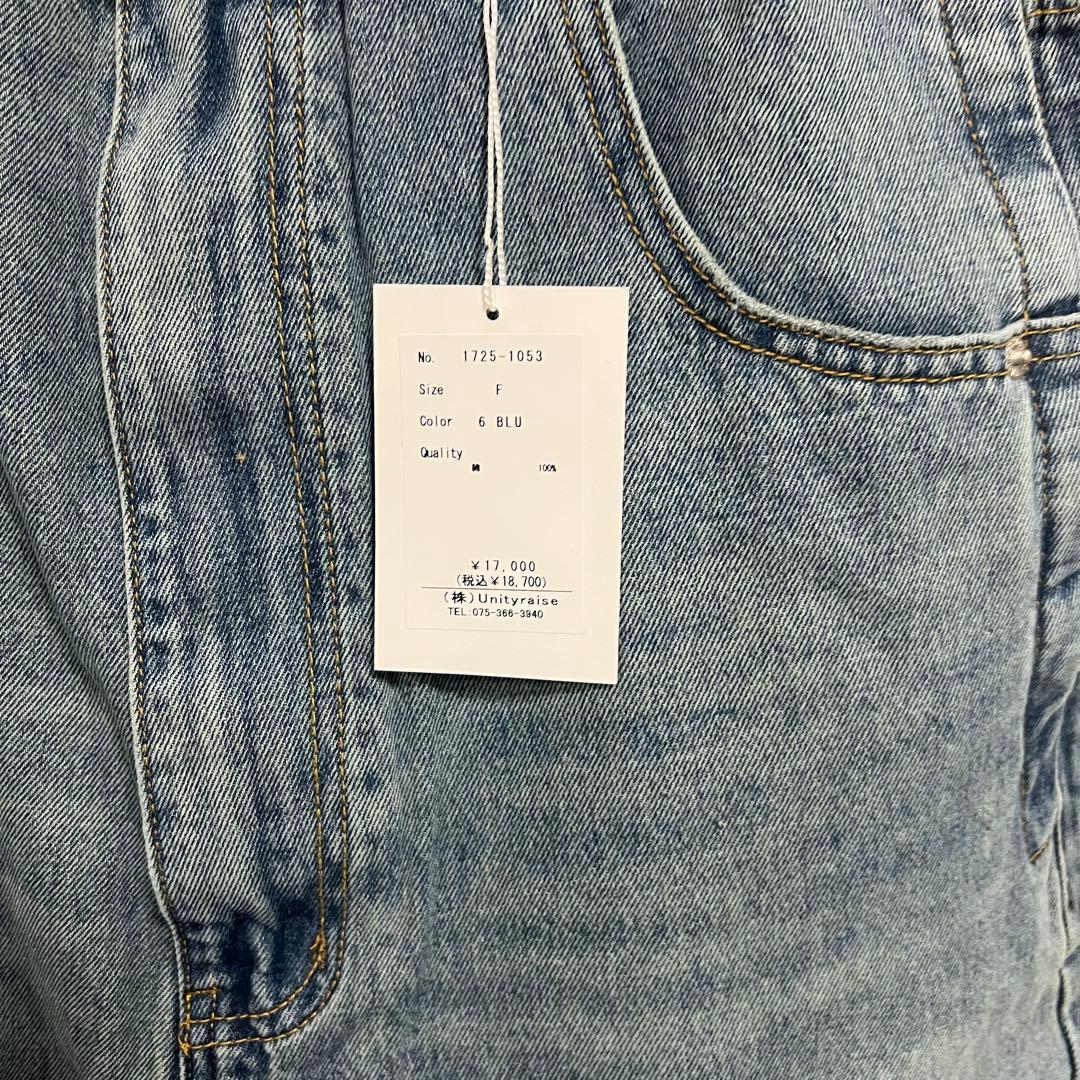 No. 1725-1053
Size F
Color 6 BLU
Quality
綿 100%
¥17,000
(税込¥18,700)
(株)Unityraise
TEL:075-366-3940